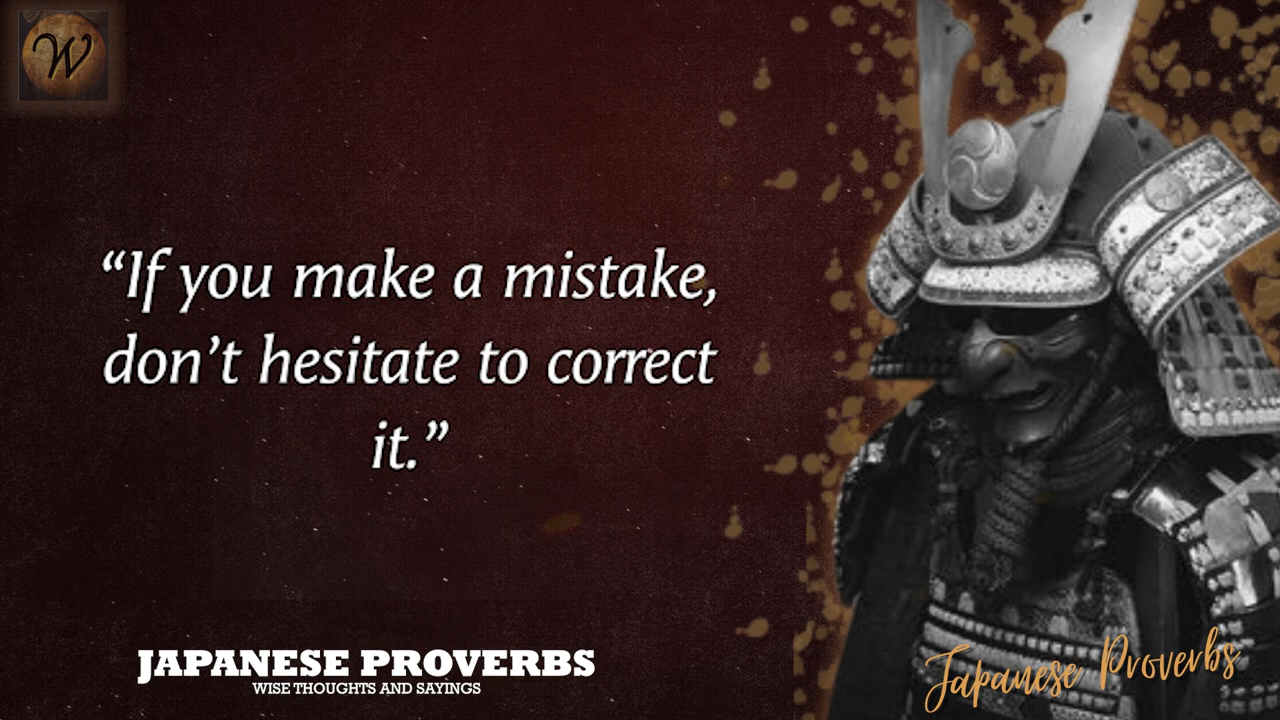 W
“If you make a mistake,
don’t hesitate to correct
it.”
JAPANESE PROVERBS
WISE THOUGHTS AND SAYINGS
Japanese Proverbs